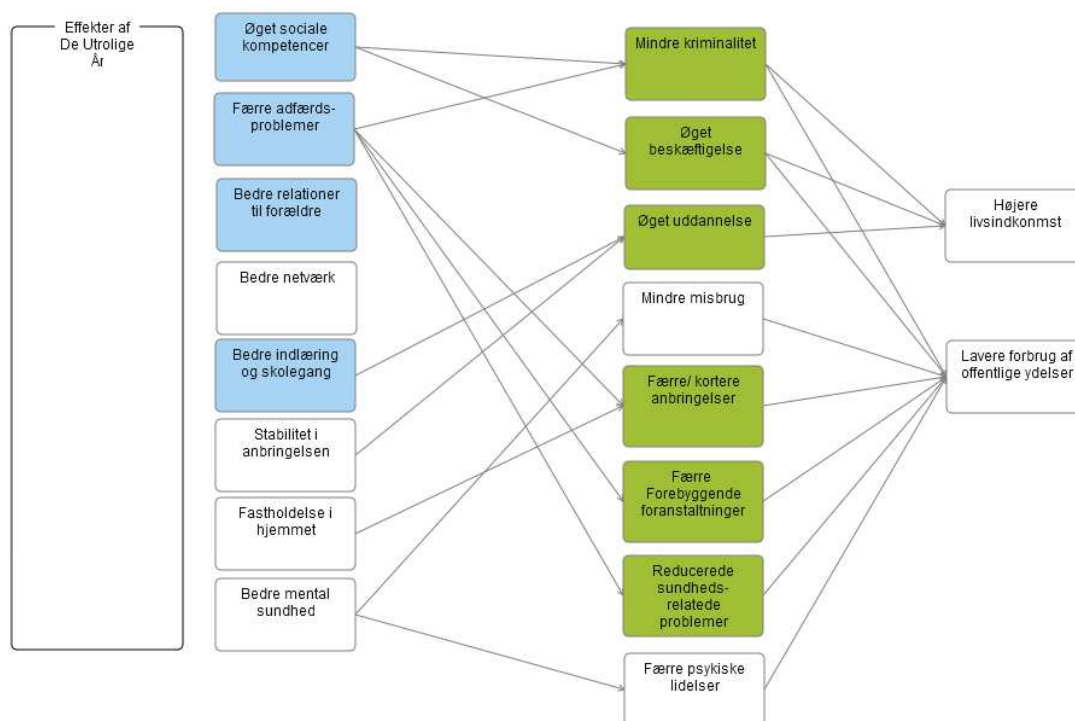 Effekter af
De Utrolige
År
Øget sociale
kompetencer
Færre adfærds-
problemer
Bedre relationer
til forældre
Bedre netværk
Bedre indlæring
og skolegang
Stabilitet i
anbringelsen
Fastholdelse i
hjemmet
Bedre mental
sundhed
Mindre kriminalitet
Øget
beskæftigelse
Øget uddannelse
Mindre misbrug
Færre/ kortere
anbringelser
Færre
Forebyggende
foranstaltninger
Reducerede
sundheds-
relatede
problemer
Færre psykiske
lidelser
Højere
livsindkonmst
Lavere forbrug af
offentlige ydelser